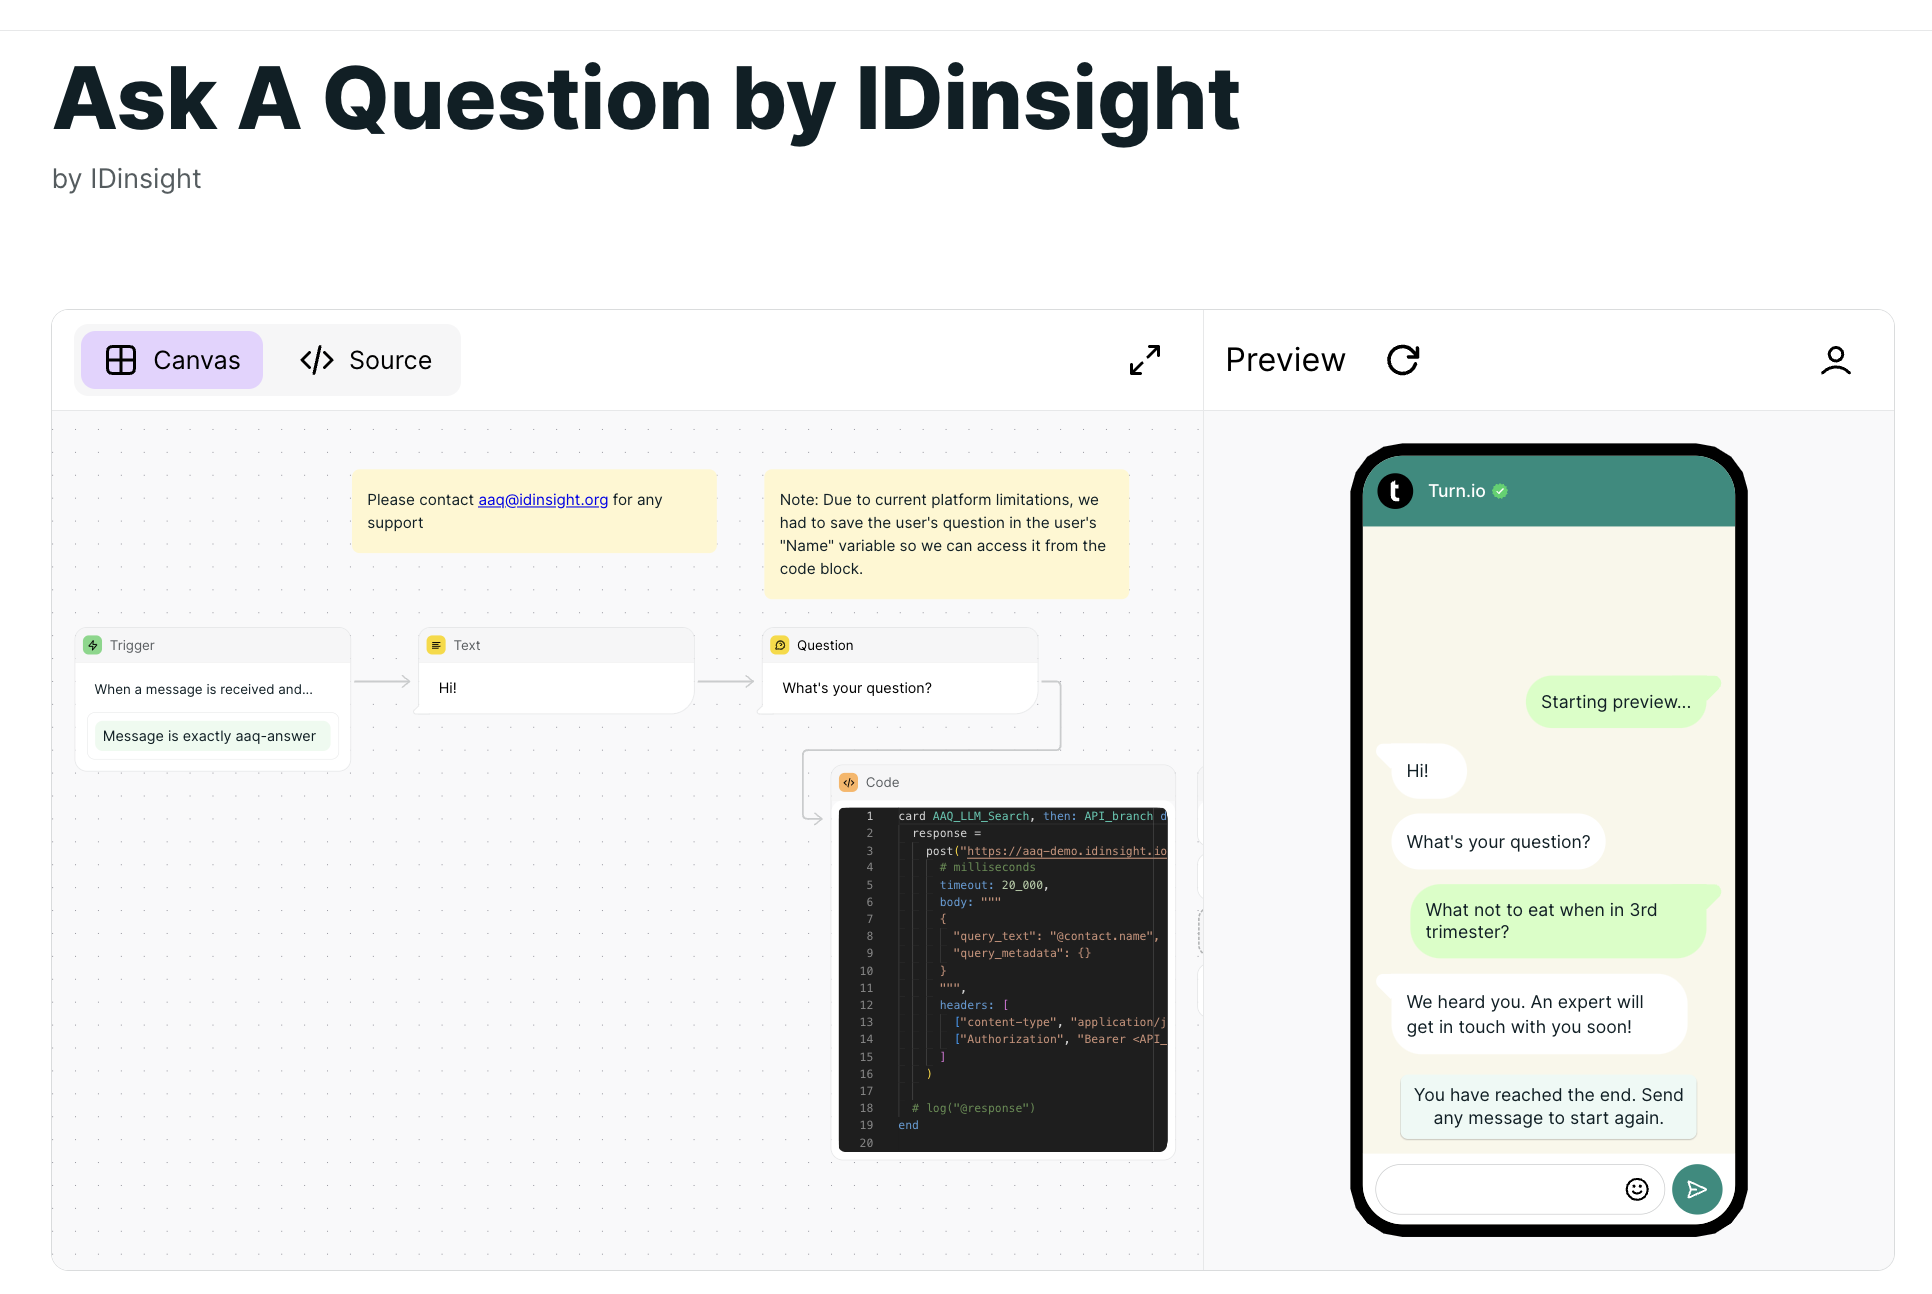 Ask A Question by IDinsight
by IDinsight
Canvas
Source
Please contact aaq@idinsight.org for any
support
Note: Due to current platform limitations, we
had to save the user's question in the user's
"Name" variable so we can access it from the
code block.
Trigger
When a message is received and...
Message is exactly aaq-answer
Text
Hi!
Question
What's your question?
Code
1 card AAQ_LLM_Search, then: API_branch d
2 response =
3 post("https://aaq-demo.idinsight.io
4 # milliseconds
5 timeout: 20_000,
6 body: """
7 {
8 "query_text": "@contact.name",
9 "query_metadata": {}
10 }
11 """,
12 headers: [
13 ["content-type", "application/j
14 ["Authorization", "Bearer <API_
15 ]
16 )
17
18 # log("@response")
19 end
20
Preview
t
Turn.io
Starting preview...
Hi!
What's your question?
What not to eat when in 3rd
trimester?
We heard you. An expert will
get in touch with you soon!
You have reached the end. Send
any message to start again.